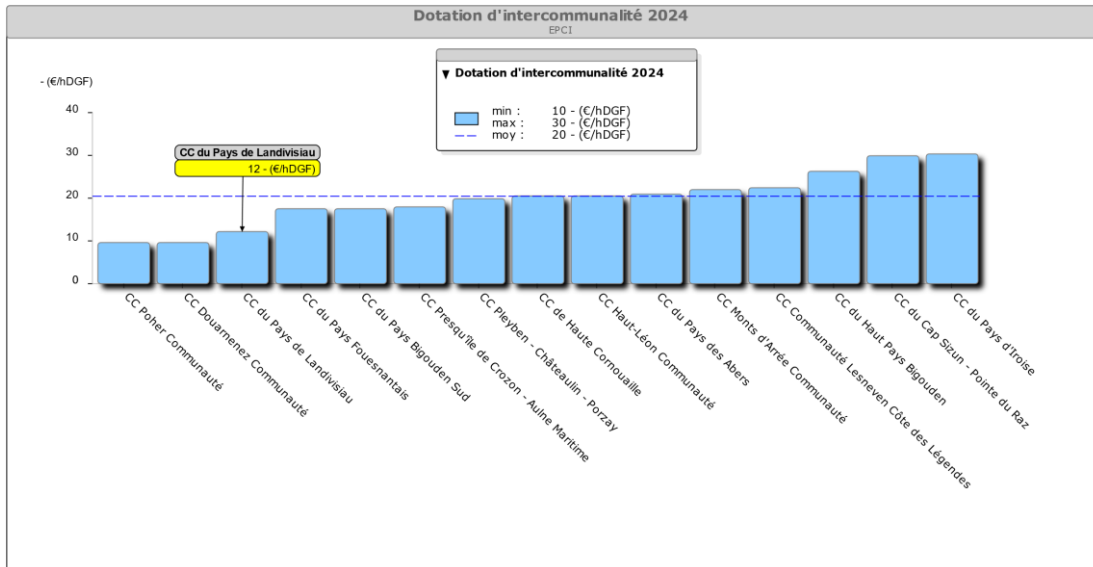 Dotation d'intercommunalité 2024
EPCI
▼ Dotation d'intercommunalité 2024
min : 10 - (€/hDGF)
max : 30 - (€/hDGF)
moy : 20 - (€/hDGF)
- (€/hDGF)
40
30
20
10
0
CC du Pays de Landivisiau
12 - (€/hDGF)
CC Poher Communauté
CC Douarnenez Communauté
CC du Pays de Landivisiau
CC du Pays Fouesnantais
CC du Pays Bigouden Sud
CC Presqu'île de Crozon - Aulne Maritime
CC Pleyben - Châteaulin - Porzay
CC de Haute Cornouaille
CC Haut-Léon Communauté
CC du Pays des Abers
CC Monts d'Arrée Communauté
CC Communauté Lesneven Côte des Légendes
CC du Haut Pays Bigouden
CC du Cap Sizun - Pointe du Raz
CC du Pays d'Iroise